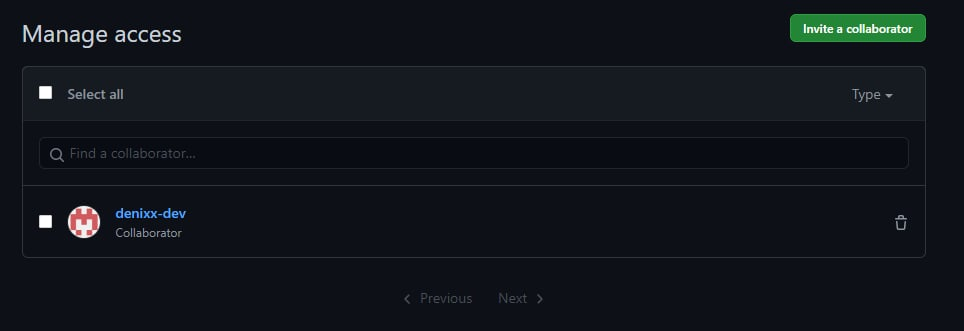 Manage access
Invite a collaborator
Select all
Type
Find a collaborator...
denixx-dev
Collaborator
Previous
Next